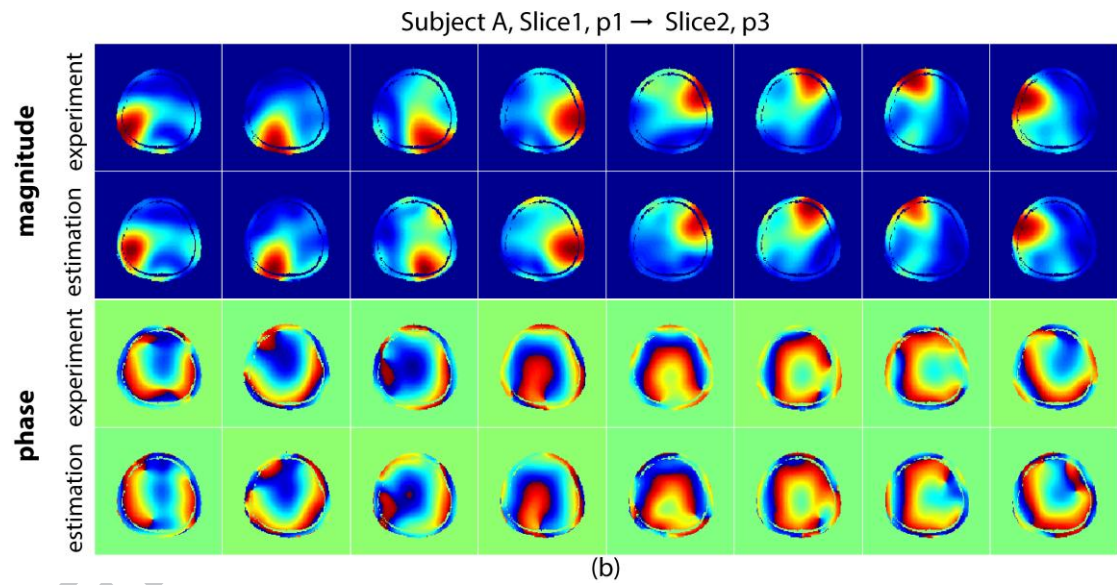 Subject A, Slice1, p1 → Slice2, p3
magnitude
experiment
estimation
phase
experiment
estimation
(b)